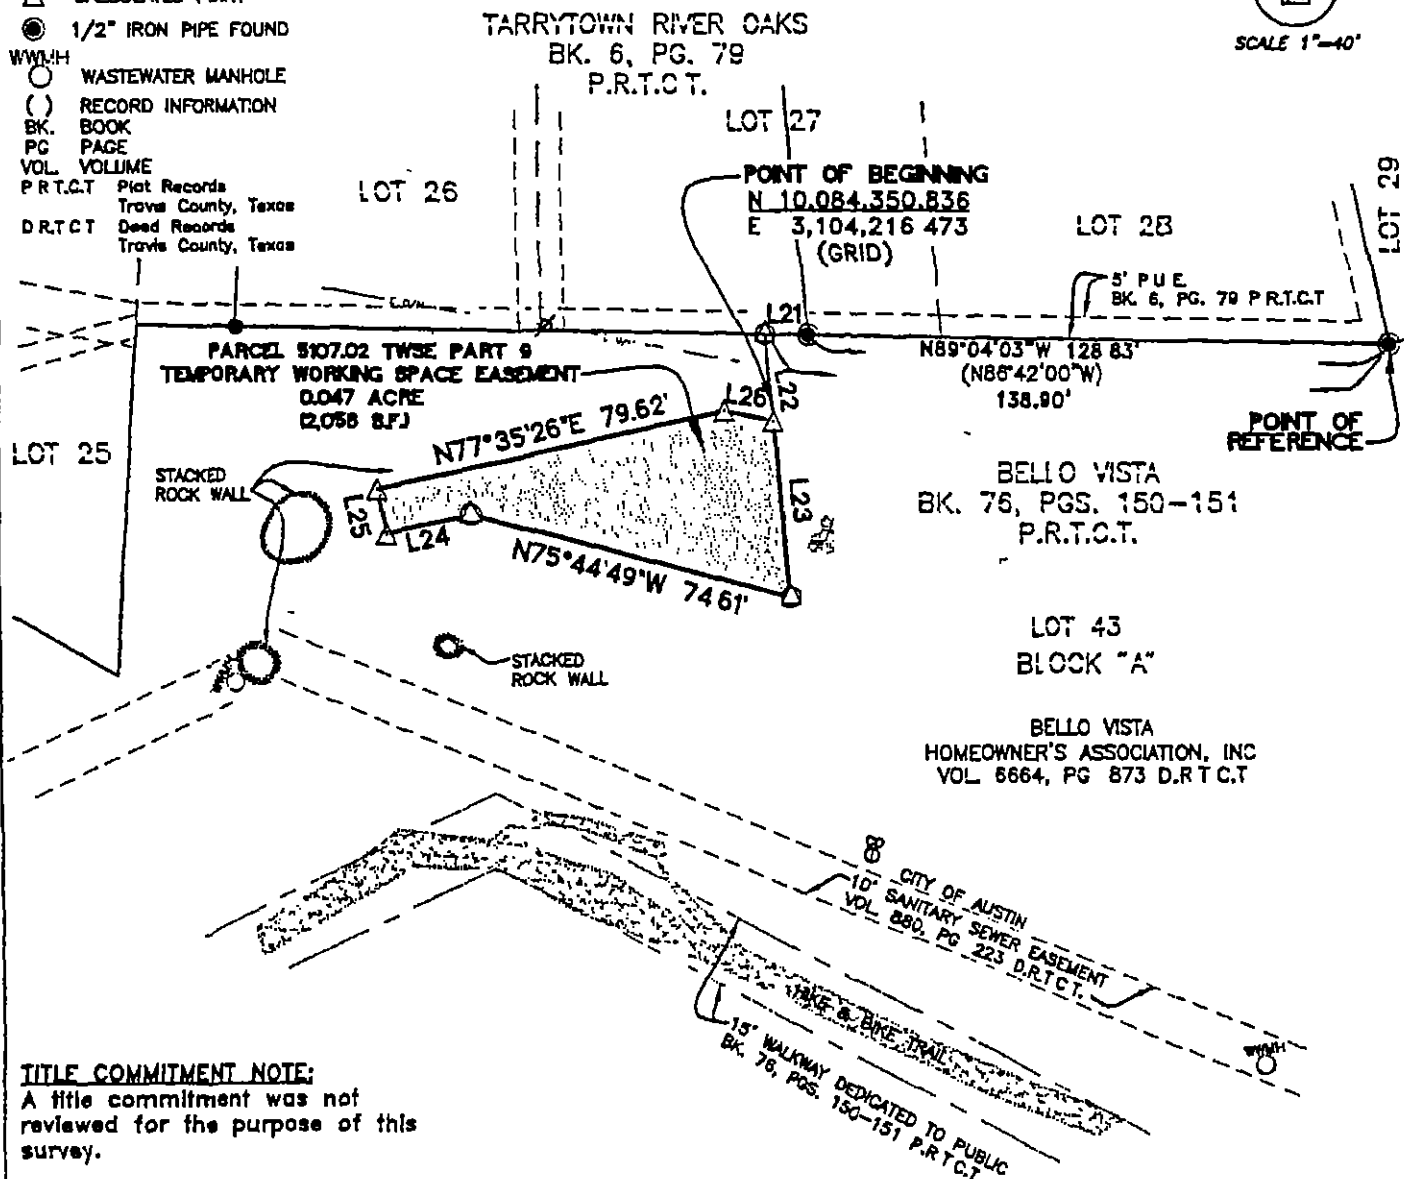 1/2" IRON PIPE FOUND
WWMH
WASTEWATER MANHOLE
( ) RECORD INFORMATION
BK. BOOK
PG PAGE
VOL. VOLUME
P R T.C.T Plat Records
Travis County, Texas
D R.T.C T Deed Records
Travis County, Texas
TARRYTOWN RIVER OAKS
BK. 6, PG. 79
P.R.T.C T.
SCALE 1"=40'
LOT 26
LOT 27
LOT 28
LOT 29
POINT OF BEGINNING
N 10,084,350.836
E 3,104,216 473
(GRID)
5' P U E
BK. 6, PG. 79 P R.T.C.T
L21
PARCEL 5107.02 TWSE PART 9
TEMPORARY WORKING SPACE EASEMENT
0.047 ACRE
(2,058 S.F.)
N89°04'03"W 128 83'
(N86°42'00"W)
138.90'
POINT OF
REFERENCE
L22
L26
N77°35'26"E 79.62'
LOT 25
STACKED
ROCK WALL
L25
L24
L23
N75°44'49"W 74 61'
BELLO VISTA
BK. 76, PGS. 150-151
P.R.T.C.T.
LOT 43
BLOCK "A"
STACKED
ROCK WALL
BELLO VISTA
HOMEOWNER'S ASSOCIATION, INC
VOL 6664, PG 873 D.R T C.T
CITY OF AUSTIN
10' SANITARY SEWER EASEMENT
VOL 880, PG 223 D.R.T C T.
HIKE & BIKE TRAIL
WWMH
15' WALKWAY DEDICATED TO PUBLIC
BK. 76, PGS. 150-151 P.R T C.T
TITLE COMMITMENT NOTE:
A title commitment was not
reviewed for the purpose of this
survey.